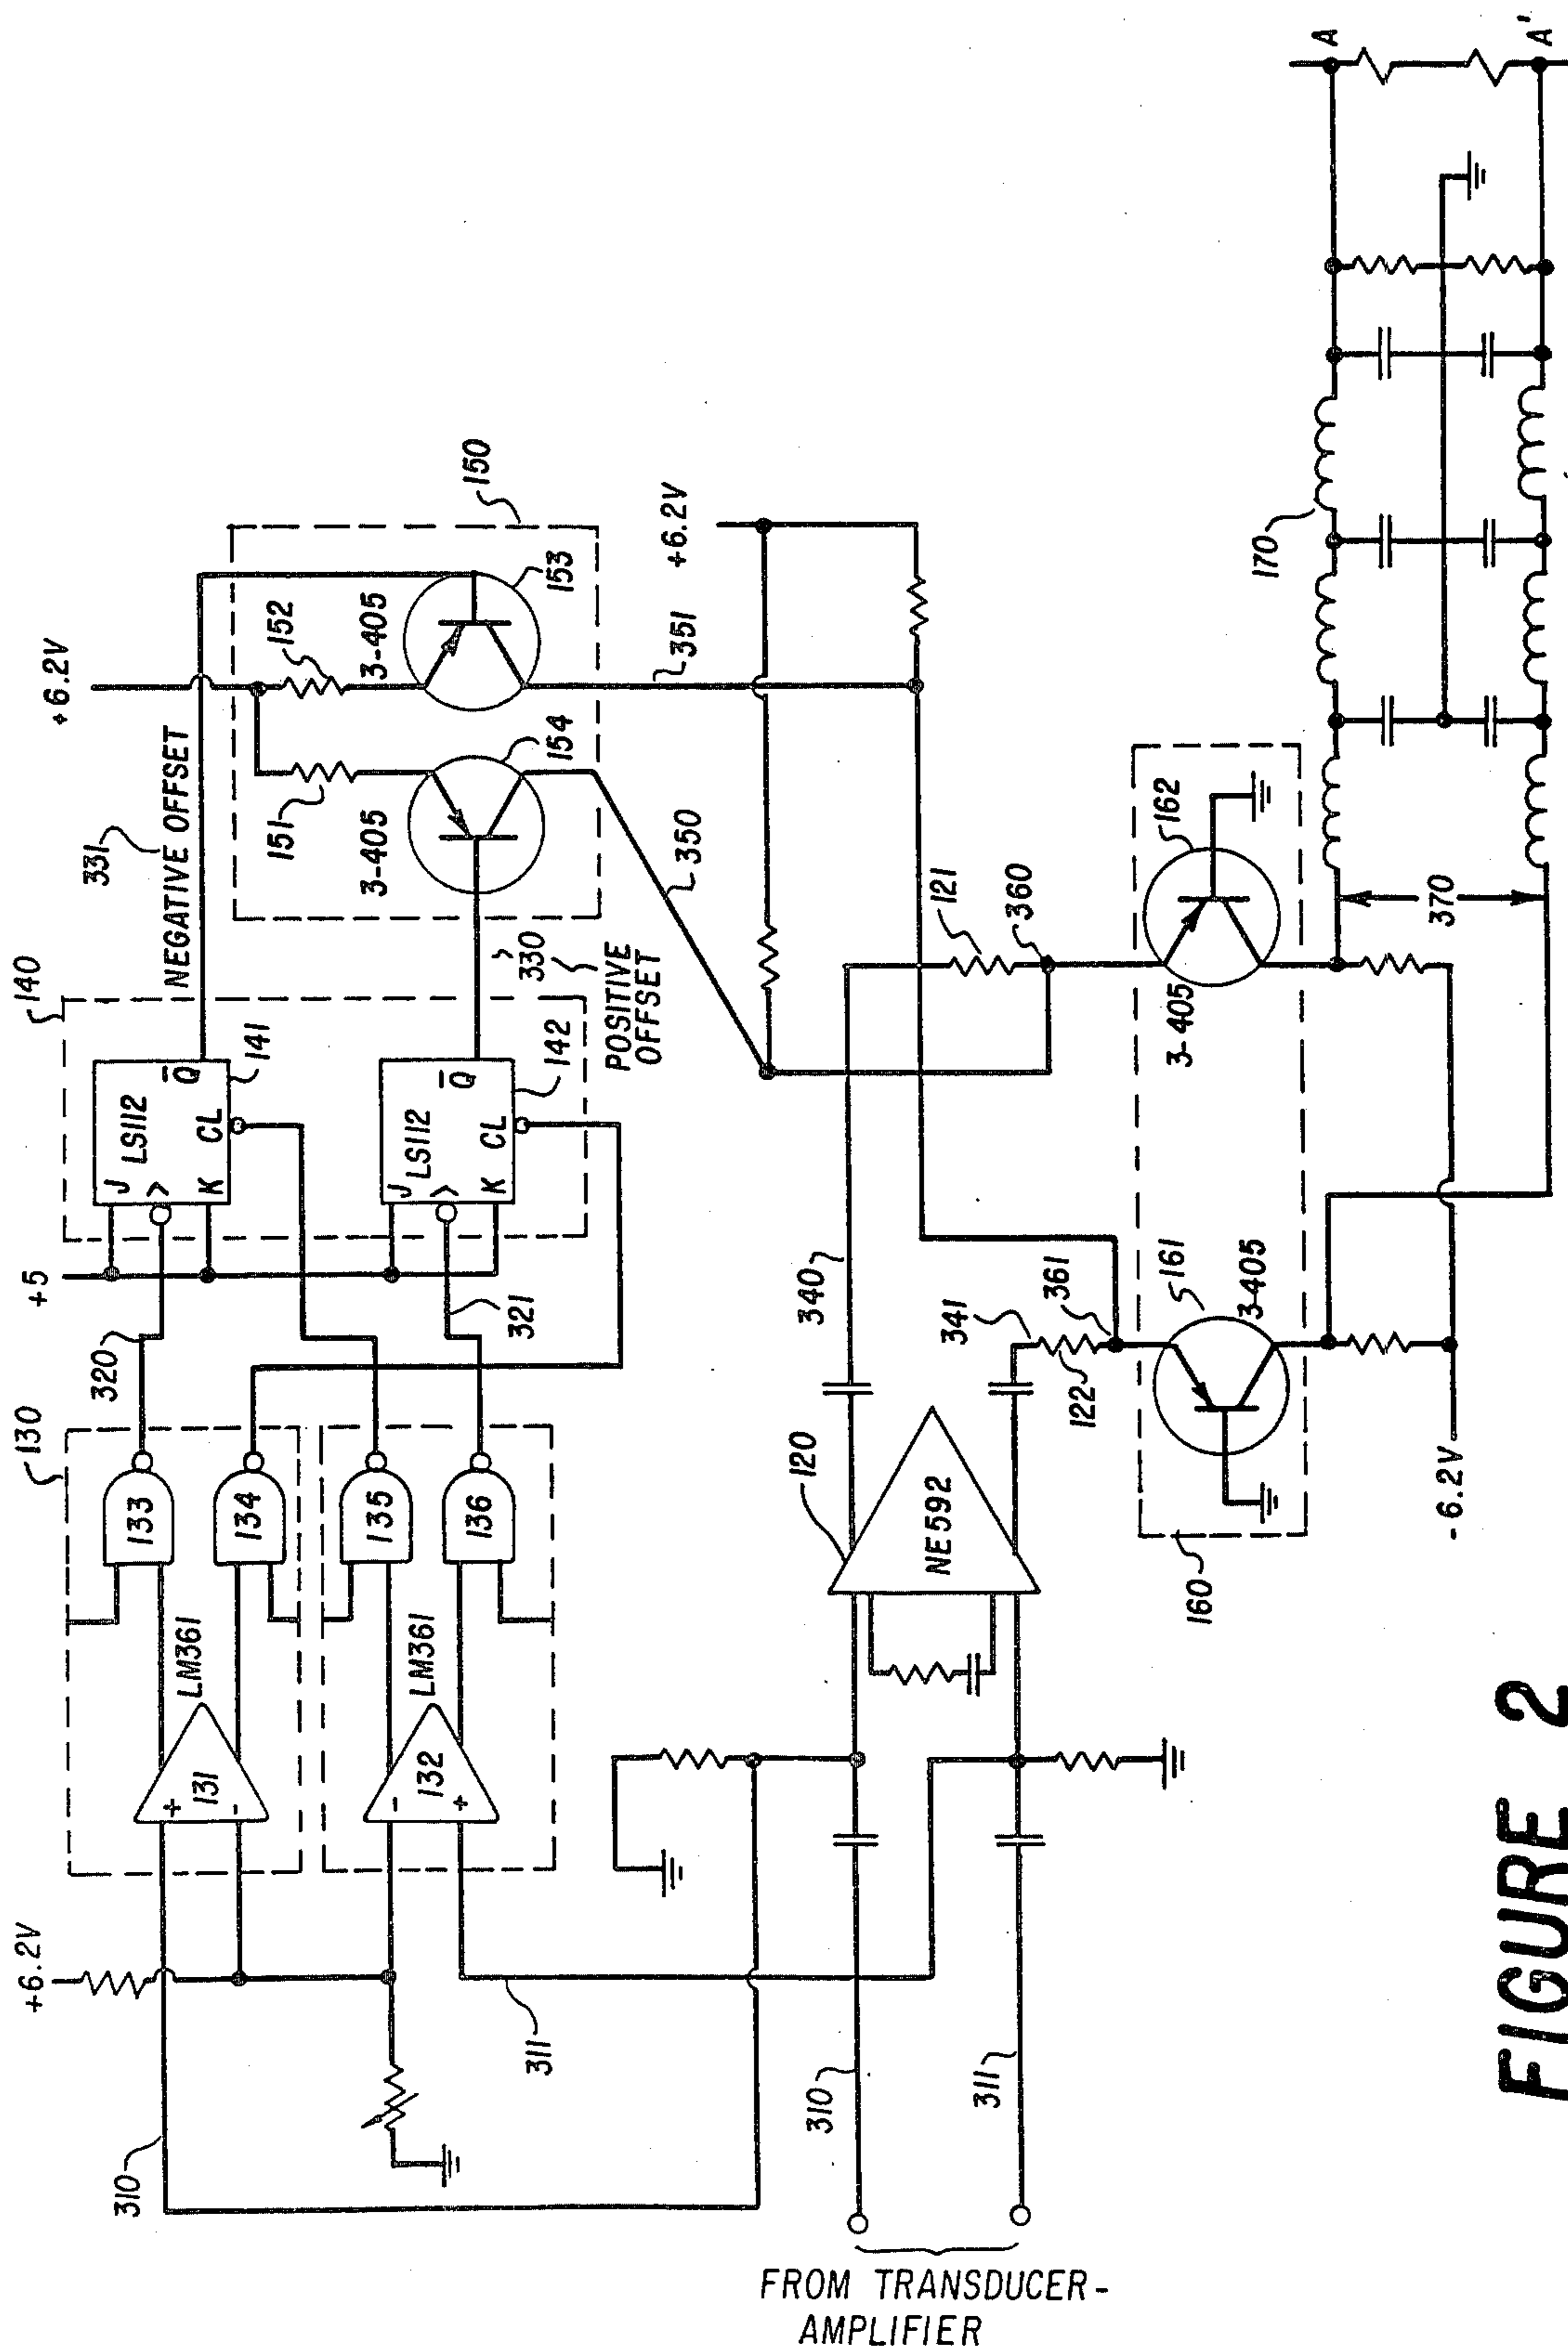 +6.2V
310
131
+
-
LM361
130
133
134
320
+5
140
J
LS112
Q
K
CL
141
331
NEGATIVE OFFSET
+6.2V
132
-
+
LM361
135
136
321
J
LS112
Q
K
CL
142
330
POSITIVE
OFFSET
151
152
3-405
154
3-405
153
150
350
351
+6.2V
311
310
311
FROM TRANSDUCER-
AMPLIFIER
120
NE592
340
341
122
361
121
360
160
161
3-405
162
3-405
-6.2V
370
170
A
A'
FIGURE 2